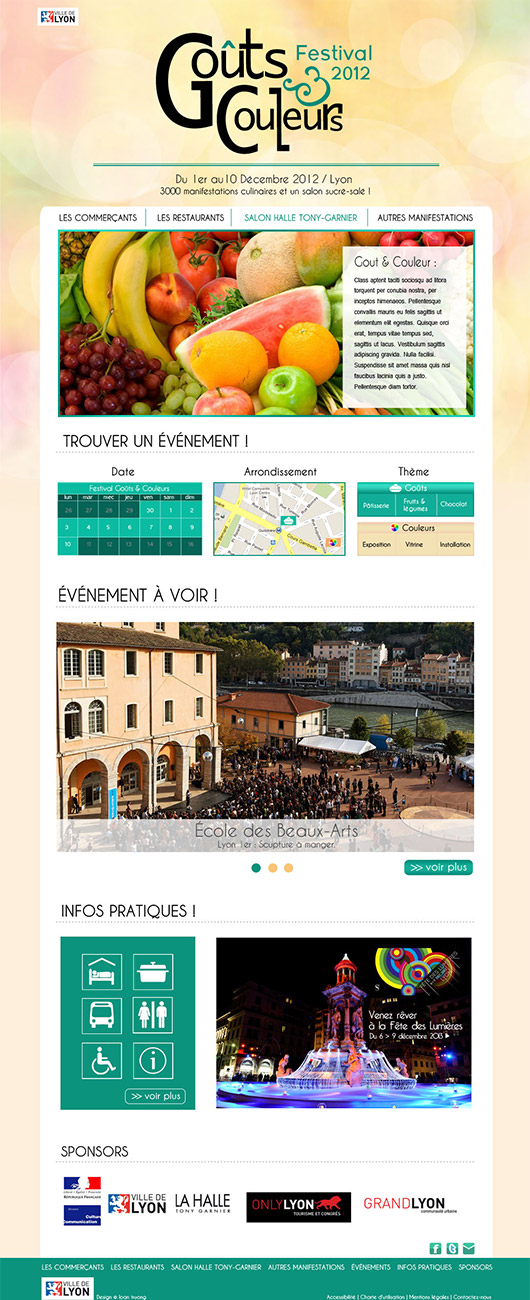 VILLE DE
LYON
Goûts
&
Couleurs
Festival
2012
Du 1er au10 Decembre 2012 / Lyon
3000 manifestations culinaires et un salon sucre-sale !
LES COMMERÇANTS
LES RESTAURANTS
SALON HALLE TONY-GARNIER
AUTRES MANIFESTATIONS
Gout & Couleur :
Class aptent taciti sociosqu ad litora
torquent per conubia nostra, per
inceptos himenaeos. Pellentesque
convallis mauris eu felis sagittis ut
elementum elit egestas. Quisque orci
erat, tempus vitae tempus sed,
sagittis ut lacus. Vestibulum sagittis
adipiscing gravida. Nulla facilisi.
Suspendisse sit amet massa quis nisl
faucibus lacinia quis a justo.
Pellentesque diam tortor.
TROUVER UN ÉVÉNEMENT !
Date
Festival Goûts & Couleurs
lun mar mec jeu ven sam dim
26 27 28 29 30 1 2
3 4 5 6 7 8 9
10 11 12 13 14 15 16
Arrondissement
Cours Gambetta
Thème
Goûts
Pâtisserie
Fruits &
légumes
Chocolat
Couleurs
Exposition
Vitrine
Installation
ÉVÉNEMENT À VOIR !
École des Beaux-Arts
Lyon 1er : Scupture à manger.
>> voir plus
INFOS PRATIQUES !
>> voir plus
Venez rêver
à la Fête des Lumières
Du 6 > 9 décembre 2013
SPONSORS
Liberté • Égalité • Fraternité
RÉPUBLIQUE FRANÇAISE
Culture
Communication
VILLE DE
LYON
LA HALLE
TONY GARNIER
ONLYLYON
TOURISME ET CONGRÈS
GRANDLYON
communauté urbaine
LES COMMERÇANTS
LES RESTAURANTS
SALON HALLE TONY-GARNIER
AUTRES MANIFESTATIONS
ÉVÉNEMENTS
INFOS PRATIQUES
SPONSORS
VILLE DE
LYON
Design @ loan truong
Accessibilité | Charte d'utilisation | Mentions légales | Contactez-nous